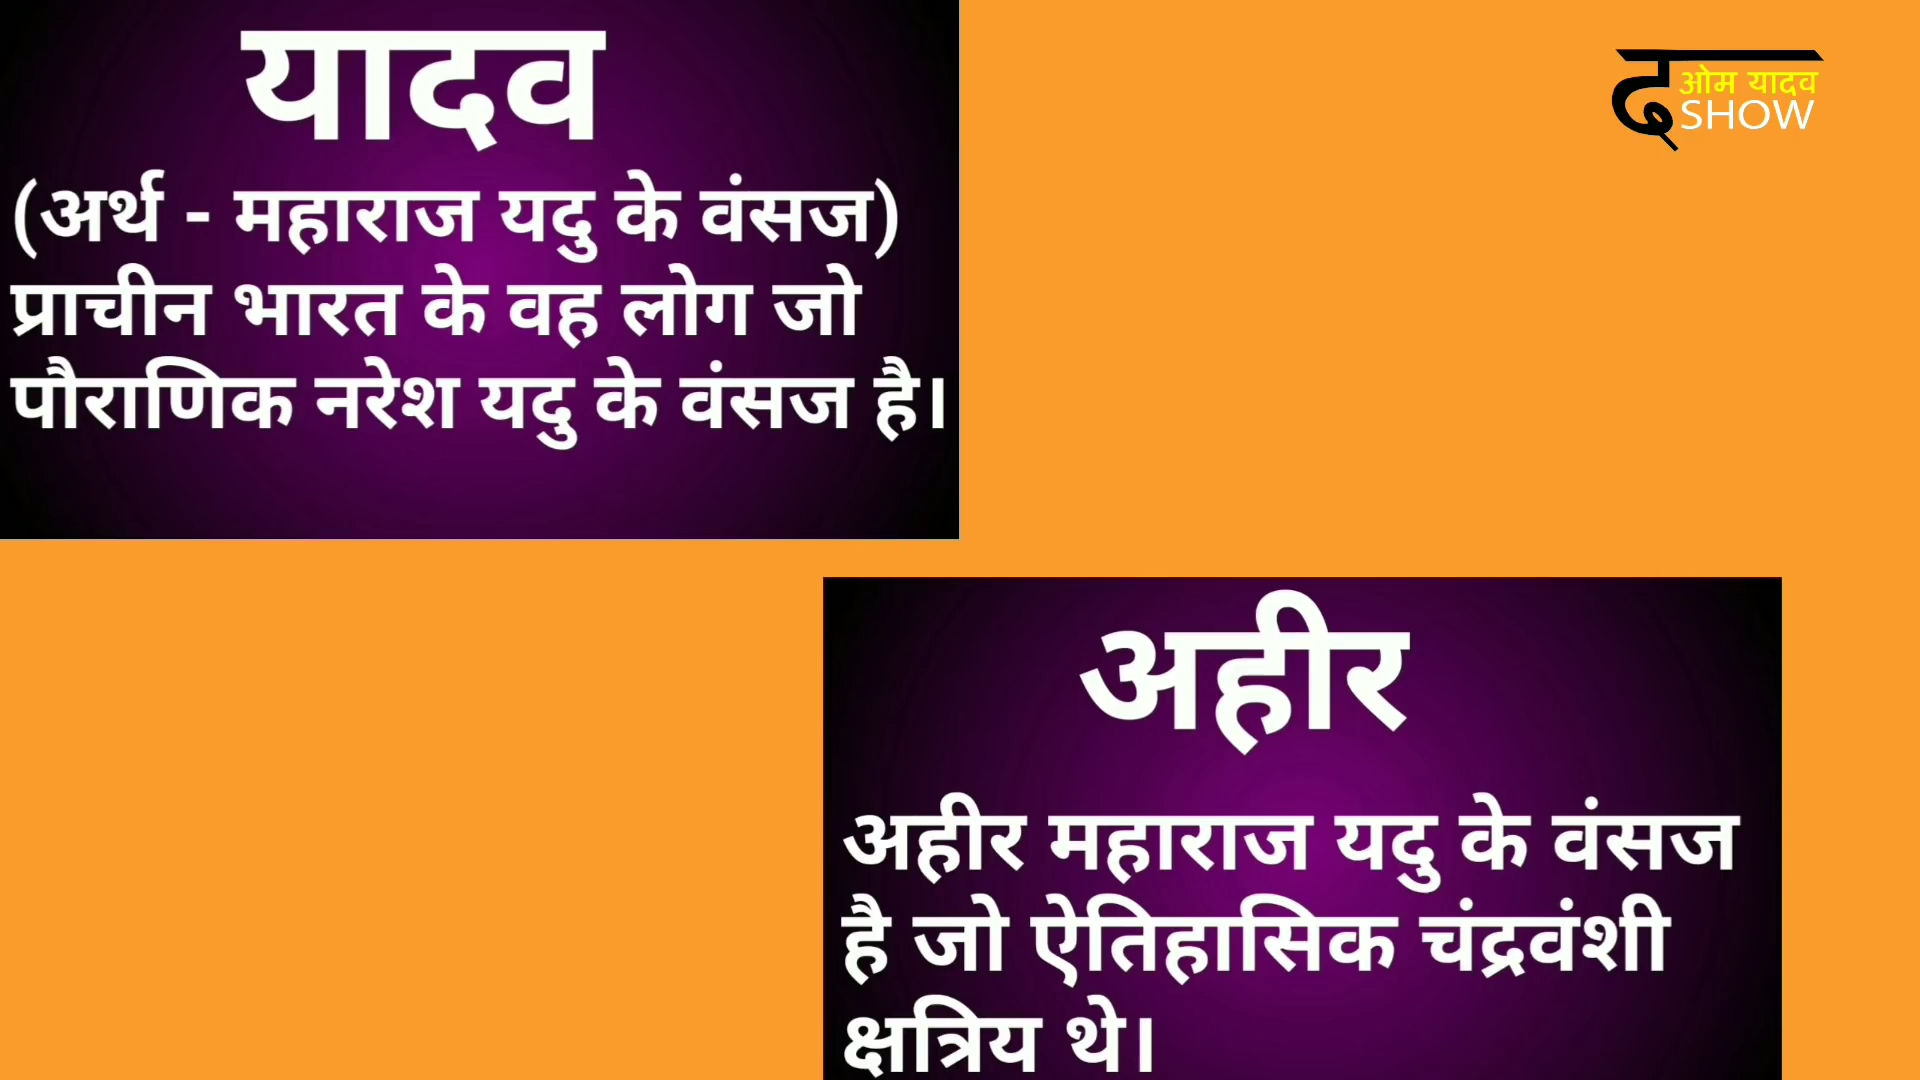 यादव
(अर्थ - महाराज यदु के वंसज)
प्राचीन भारत के वह लोग जो
पौराणिक नरेश यदु के वंसज है।
द ओम यादव
SHOW
अहीर
अहीर महाराज यदु के वंसज
है जो ऐतिहासिक चंद्रवंशी
क्षत्रिय थे।